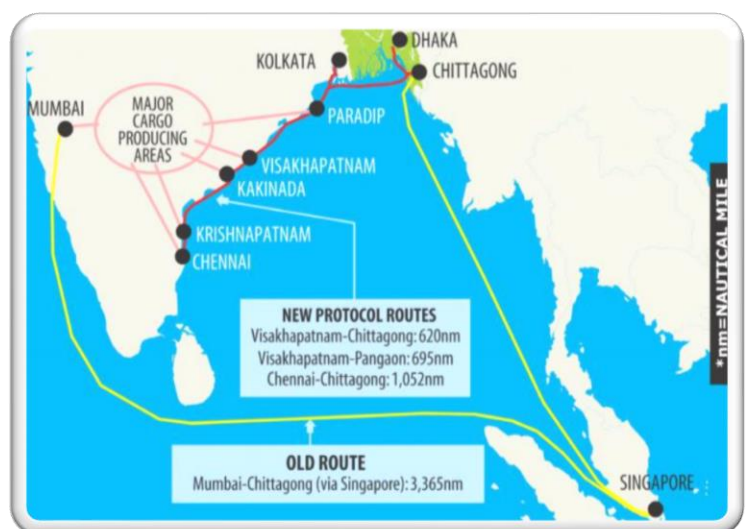 DHAKA
KOLKATA
CHITTAGONG
MUMBAI
MAJOR
CARGO
PRODUCING
AREAS
PARADIP
VISAKHAPATNAM
KAKINADA
KRISHNAPATNAM
CHENNAI
*nm=NAUTICAL MILE
NEW PROTOCOL ROUTES
Visakhapatnam-Chittagong: 620nm
Visakhapatnam-Pangaon: 695nm
Chennai-Chittagong: 1,052nm
OLD ROUTE
Mumbai-Chittagong (via Singapore): 3,365nm
SINGAPORE